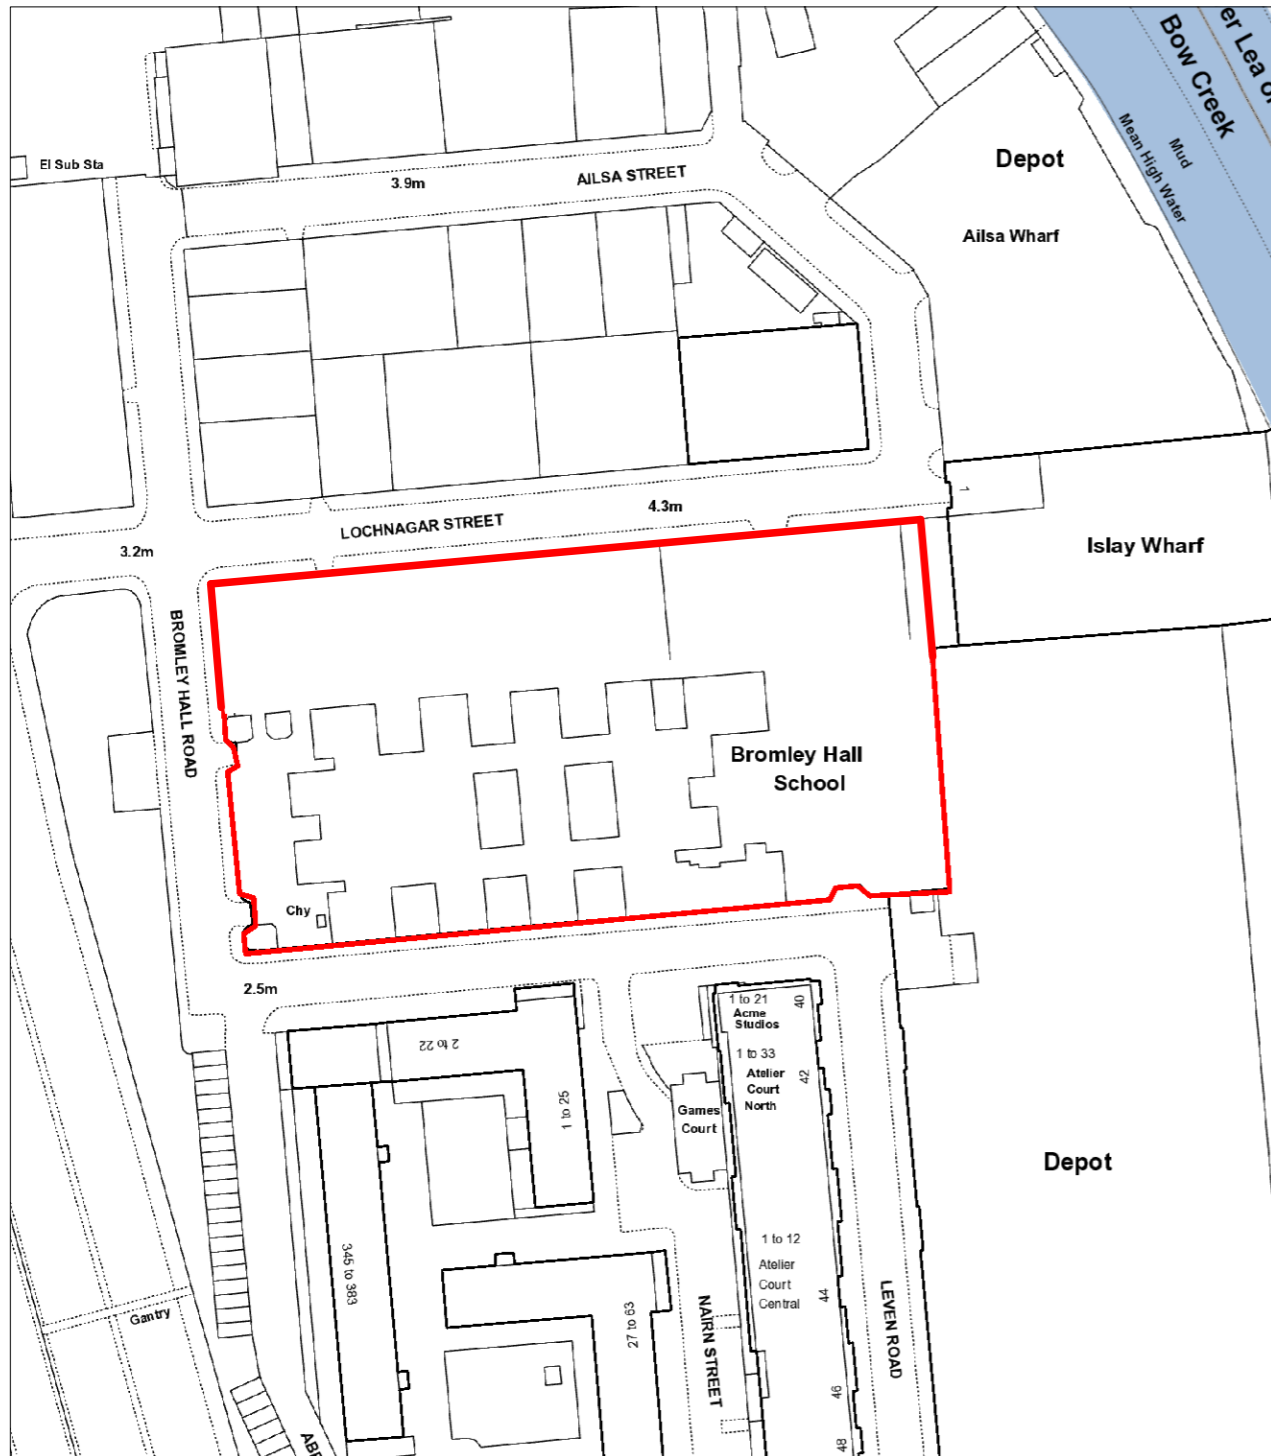 er Lea or
Bow Creek
Mud
Mean High Water
El Sub Sta
3.9m
AILSA STREET
Depot
Ailsa Wharf
4.3m
LOCHNAGAR STREET
3.2m
1
Islay Wharf
BROMLEY HALL ROAD
Bromley Hall
School
Chy
2.5m
2 to 22
1 to 25
1 to 21
Acme
Studios
40
1 to 33
Atelier
Court
North
42
Games
Court
Depot
345 to 383
1 to 12
Atelier
Court
Central
44
Gantry
27 to 63
NAIRN STREET
LEVEN ROAD
46
48
ABE